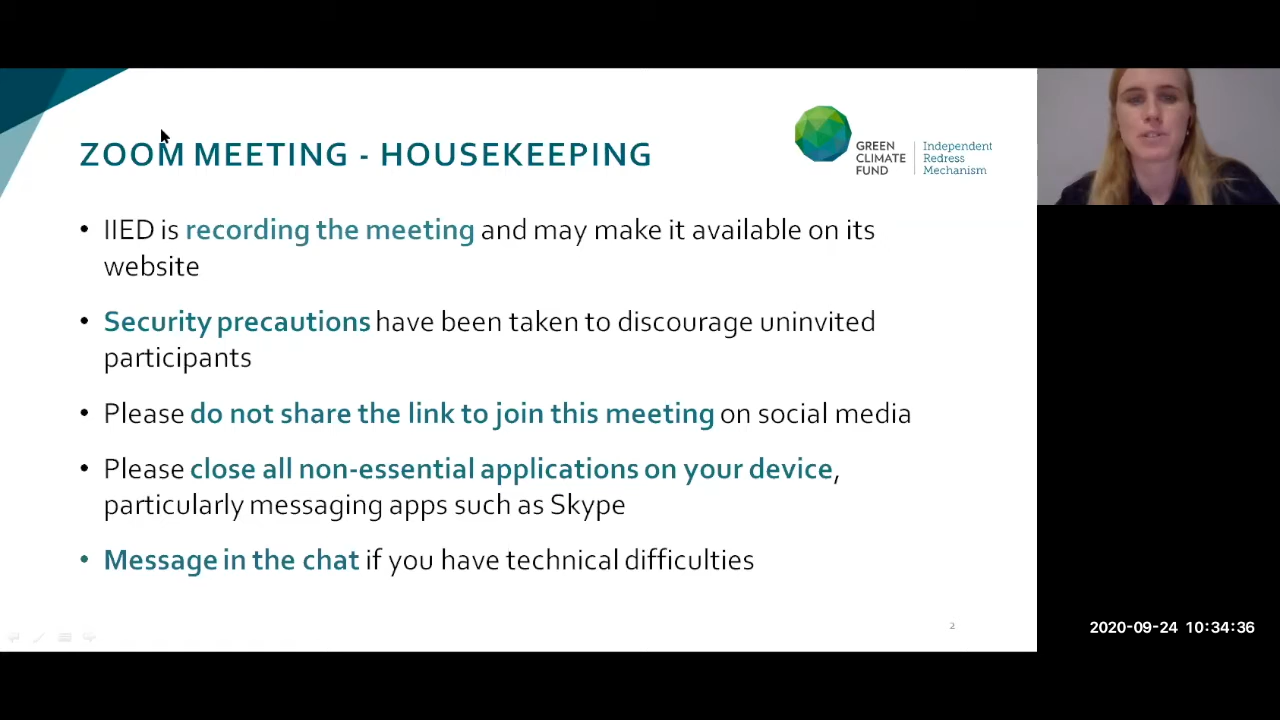 ZOOM MEETING - HOUSEKEEPING
GREEN
CLIMATE
FUND
Independent
Redress
Mechanism
• IIED is recording the meeting and may make it available on its
website
• Security precautions have been taken to discourage uninvited
participants
• Please do not share the link to join this meeting on social media
• Please close all non-essential applications on your device,
particularly messaging apps such as Skype
• Message in the chat if you have technical difficulties
2
2020-09-24 10:34:36